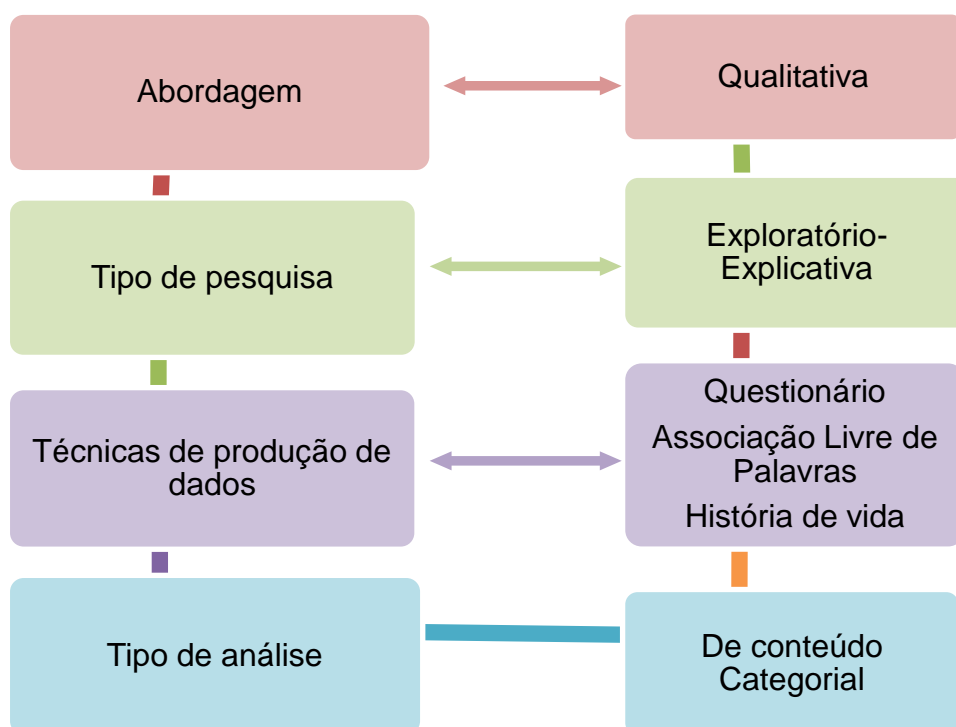 Abordagem
Qualitativa
Tipo de pesquisa
Exploratório-
Explicativa
Técnicas de produção de
dados
Questionário
Associação Livre de
Palavras
História de vida
Tipo de análise
De conteúdo
Categorial